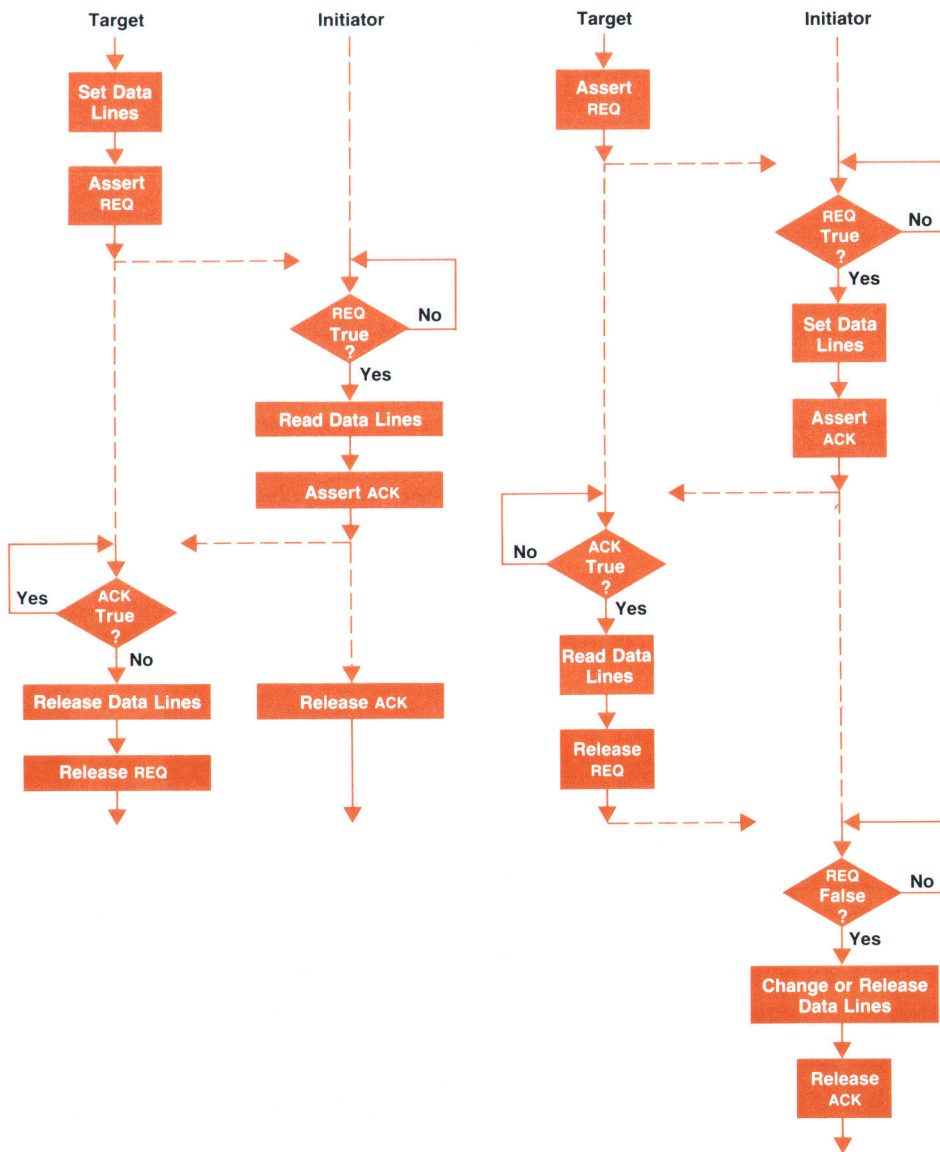 Target
Initiator
Set Data
Lines
Assert
REQ
REQ
True
?
No
Yes
Read Data Lines
Assert ACK
Yes
ACK
True
?
No
Release Data Lines
Release ACK
Release REQ
Target
Initiator
Assert
REQ
REQ
True
?
No
Yes
Set Data
Lines
Assert
ACK
No
ACK
True
?
Yes
Read Data
Lines
Release
REQ
REQ
False
?
No
Yes
Change or Release
Data Lines
Release
ACK